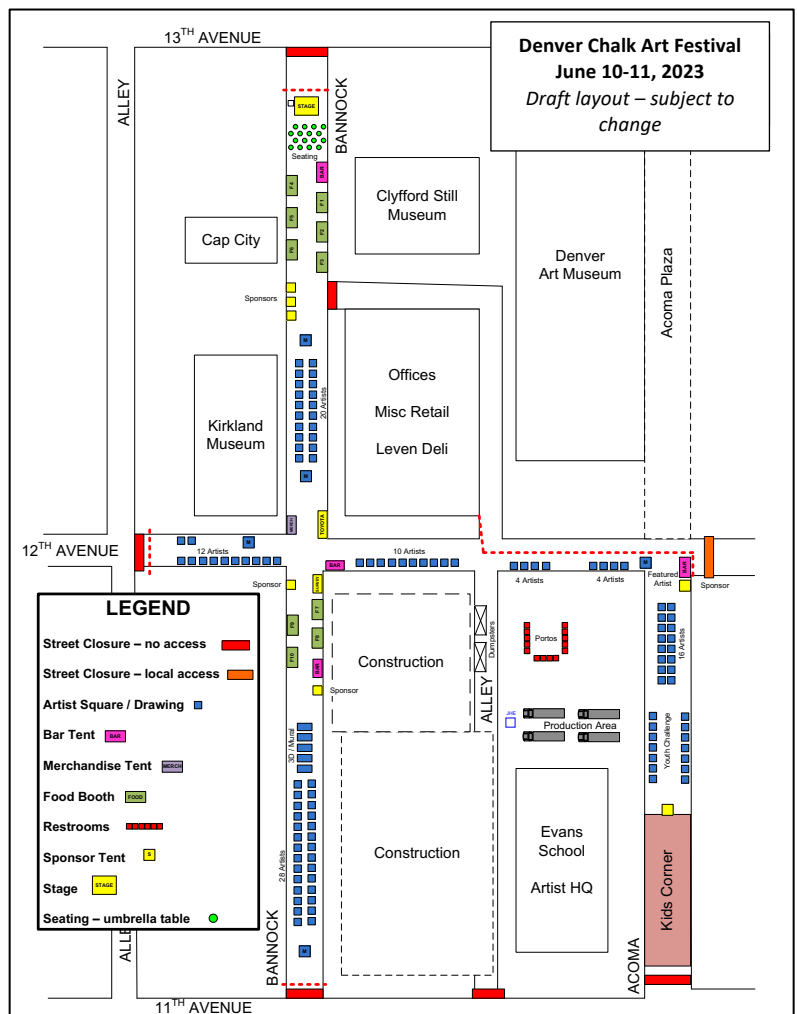 13TH AVENUE
Denver Chalk Art Festival
June 10-11, 2023
Draft layout – subject to
change
ALLEY
BANNOCK
STAGE
Seating
BAR
F4
F1
F5
F2
F6
F3
Clyfford Still
Museum
Cap City
Denver
Art Museum
Acoma Plaza
Sponsors
M
20 Artists
Offices
Misc Retail
Leven Deli
Kirkland
Museum
M
MERCH
TOYOTA
12TH AVENUE
12 Artists
M
10 Artists
BAR
4 Artists
4 Artists
M
Featured
Artist
BAR
Sponsor
Sponsor
F7
F9
F8
F10
BAR
Sponsor
Construction
Dumpsters
ALLEY
Portos
16 Artists
JHE
Production Area
Youth Challenge
3D / Mural
28 Artists
Construction
Evans
School
Artist HQ
Kids Corner
M
BANNOCK
ACOMA
11TH AVENUE
LEGEND
Street Closure – no access
Street Closure – local access
Artist Square / Drawing
Bar Tent BAR
Merchandise Tent MERCH
Food Booth FOOD
Restrooms
Sponsor Tent S
Stage STAGE
Seating – umbrella table
ALLE